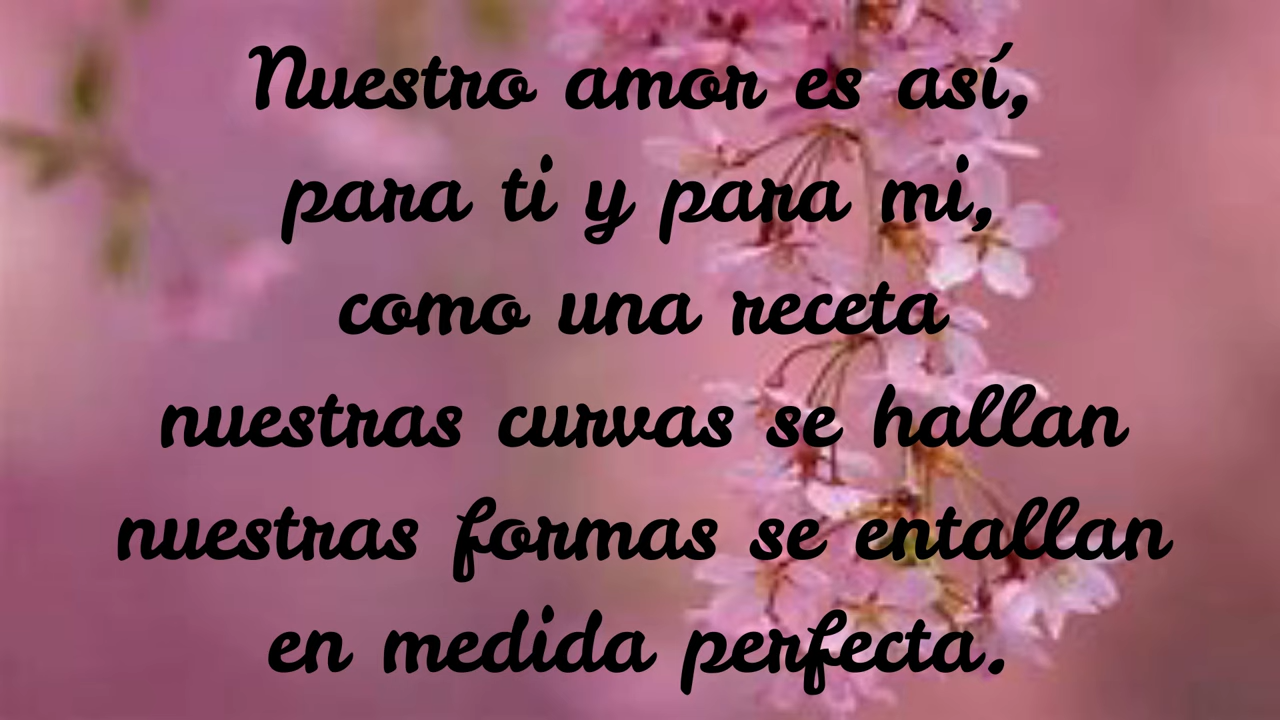 Nuestro amor es así,
para ti y para mi,
como una receta
nuestras curvas se hallan
nuestras formas se entallan
en medida perfecta.